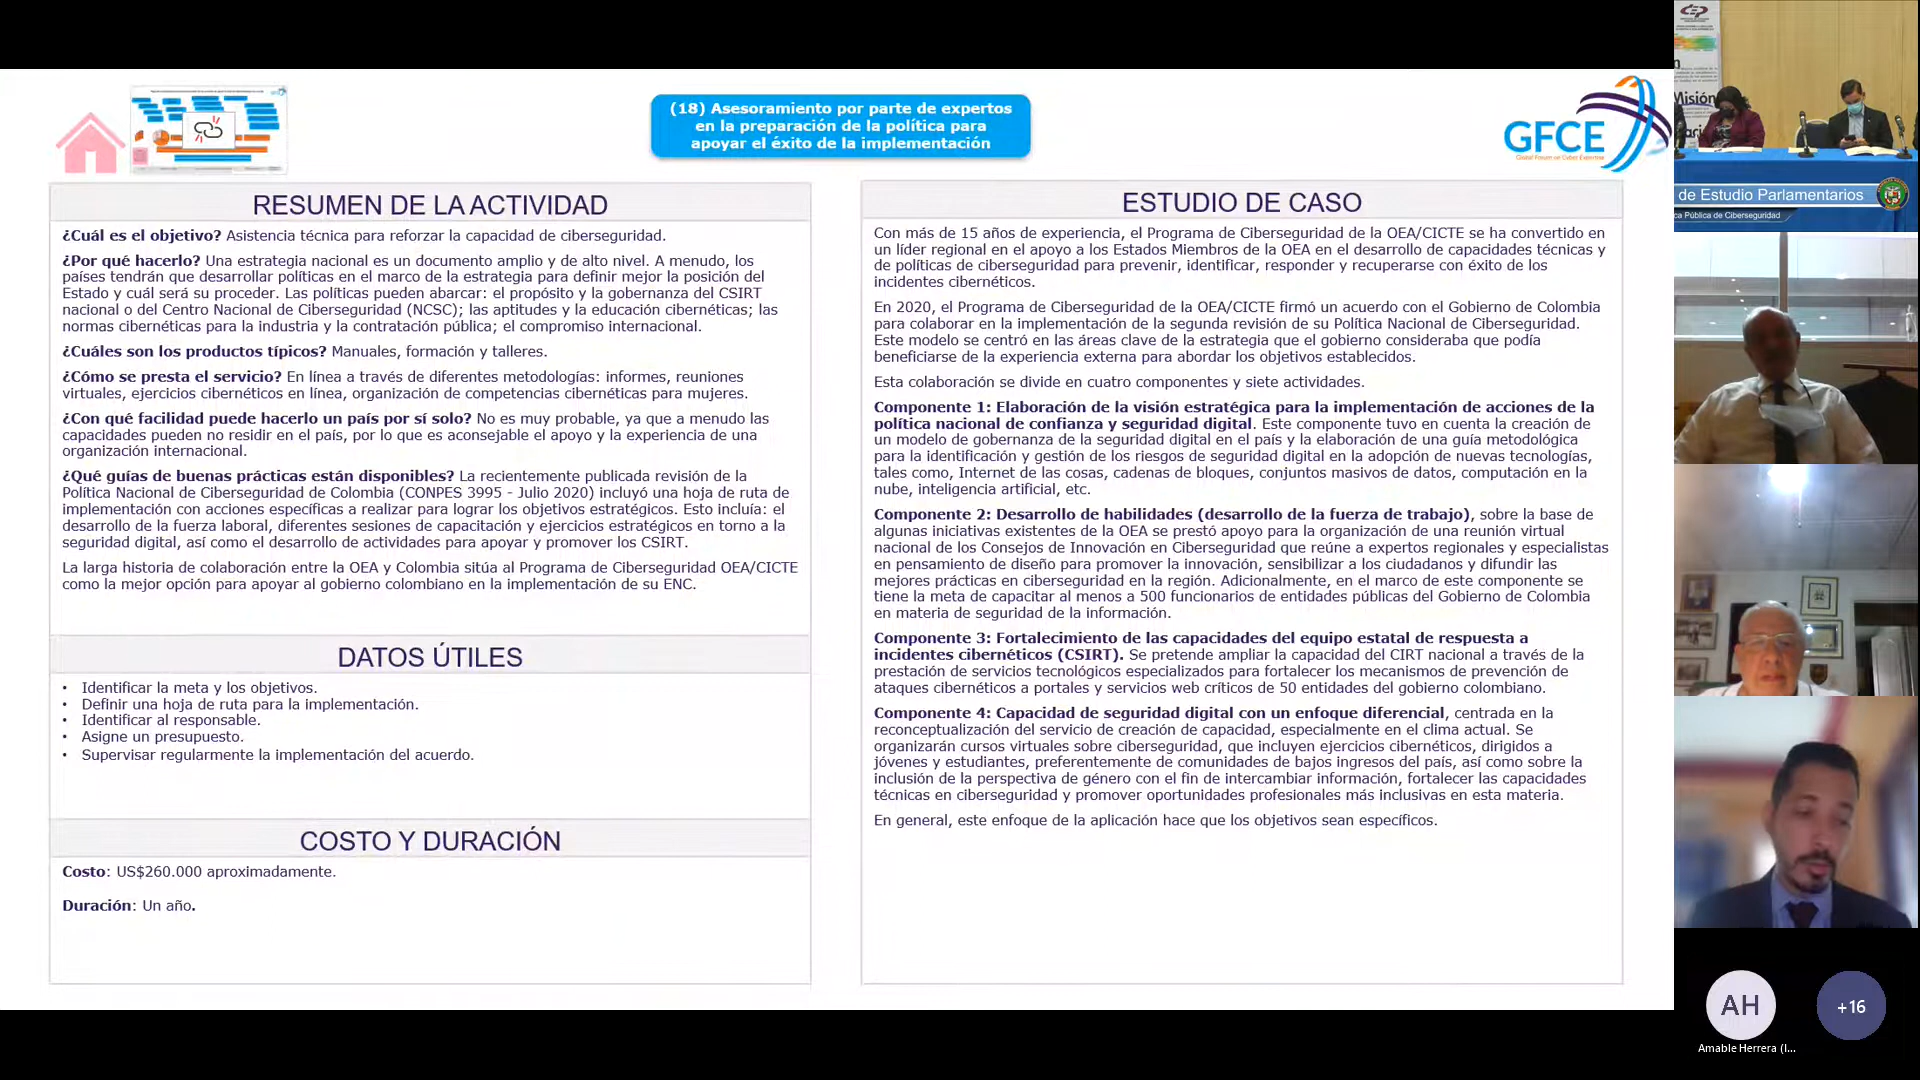 (18) Asesoramiento por parte de expertos
en la preparación de la política para
apoyar el éxito de la implementación
GFCE
Global Forum on Cyber Expertise
RESUMEN DE LA ACTIVIDAD
¿Cuál es el objetivo? Asistencia técnica para reforzar la capacidad de ciberseguridad.
¿Por qué hacerlo? Una estrategia nacional es un documento amplio y de alto nivel. A menudo, los
países tendrán que desarrollar políticas en el marco de la estrategia para definir mejor la posición del
Estado y cuál será su proceder. Las políticas pueden abarcar: el propósito y la gobernanza del CSIRT
nacional o del Centro Nacional de Ciberseguridad (NCSC); las aptitudes y la educación cibernéticas; las
normas cibernéticas para la industria y la contratación pública; el compromiso internacional.
¿Cuáles son los productos típicos? Manuales, formación y talleres.
¿Cómo se presta el servicio? En línea a través de diferentes metodologías: informes, reuniones
virtuales, ejercicios cibernéticos en línea, organización de competencias cibernéticas para mujeres.
¿Con qué facilidad puede hacerlo un país por sí solo? No es muy probable, ya que a menudo las
capacidades pueden no residir en el país, por lo que es aconsejable el apoyo y la experiencia de una
organización internacional.
¿Qué guías de buenas prácticas están disponibles? La recientemente publicada revisión de la
Política Nacional de Ciberseguridad de Colombia (CONPES 3995 - Julio 2020) incluyó una hoja de ruta de
implementación con acciones específicas a realizar para lograr los objetivos estratégicos. Esto incluía: el
desarrollo de la fuerza laboral, diferentes sesiones de capacitación y ejercicios estratégicos en torno a la
seguridad digital, así como el desarrollo de actividades para apoyar y promover los CSIRT.
La larga historia de colaboración entre la OEA y Colombia sitúa al Programa de Ciberseguridad OEA/CICTE
como la mejor opción para apoyar al gobierno colombiano en la implementación de su ENC.
DATOS ÚTILES
• Identificar la meta y los objetivos.
• Definir una hoja de ruta para la implementación.
• Identificar al responsable.
• Asigne un presupuesto.
• Supervisar regularmente la implementación del acuerdo.
COSTO Y DURACIÓN
Costo: US$260.000 aproximadamente.
Duración: Un año.
ESTUDIO DE CASO
Con más de 15 años de experiencia, el Programa de Ciberseguridad de la OEA/CICTE se ha convertido en
un líder regional en el apoyo a los Estados Miembros de la OEA en el desarrollo de capacidades técnicas y
de políticas de ciberseguridad para prevenir, identificar, responder y recuperarse con éxito de los
incidentes cibernéticos.
En 2020, el Programa de Ciberseguridad de la OEA/CICTE firmó un acuerdo con el Gobierno de Colombia
para colaborar en la implementación de la segunda revisión de su Política Nacional de Ciberseguridad.
Este modelo se centró en las áreas clave de la estrategia que el gobierno consideraba que podía
beneficiarse de la experiencia externa para abordar los objetivos establecidos.
Esta colaboración se divide en cuatro componentes y siete actividades.
Componente 1: Elaboración de la visión estratégica para la implementación de acciones de la
política nacional de confianza y seguridad digital. Este componente tuvo en cuenta la creación de
un modelo de gobernanza de la seguridad digital en el país y la elaboración de una guía metodológica
para la identificación y gestión de los riesgos de seguridad digital en la adopción de nuevas tecnologías,
tales como, Internet de las cosas, cadenas de bloques, conjuntos masivos de datos, computación en la
nube, inteligencia artificial, etc.
Componente 2: Desarrollo de habilidades (desarrollo de la fuerza de trabajo), sobre la base de
algunas iniciativas existentes de la OEA se prestó apoyo para la organización de una reunión virtual
nacional de los Consejos de Innovación en Ciberseguridad que reúne a expertos regionales y especialistas
en pensamiento de diseño para promover la innovación, sensibilizar a los ciudadanos y difundir las
mejores prácticas en ciberseguridad en la región. Adicionalmente, en el marco de este componente se
tiene la meta de capacitar al menos a 500 funcionarios de entidades públicas del Gobierno de Colombia
en materia de seguridad de la información.
Componente 3: Fortalecimiento de las capacidades del equipo estatal de respuesta a
incidentes cibernéticos (CSIRT). Se pretende ampliar la capacidad del CIRT nacional a través de la
prestación de servicios tecnológicos especializados para fortalecer los mecanismos de prevención de
ataques cibernéticos a portales y servicios web críticos de 50 entidades del gobierno colombiano.
Componente 4: Capacidad de seguridad digital con un enfoque diferencial, centrada en la
reconceptualización del servicio de creación de capacidad, especialmente en el clima actual. Se
organizarán cursos virtuales sobre ciberseguridad, que incluyen ejercicios cibernéticos, dirigidos a
jóvenes y estudiantes, preferentemente de comunidades de bajos ingresos del país, así como sobre la
inclusión de la perspectiva de género con el fin de intercambiar información, fortalecer las capacidades
técnicas en ciberseguridad y promover oportunidades profesionales más inclusivas en esta materia.
En general, este enfoque de la aplicación hace que los objetivos sean específicos.
Misión
de Estudio Parlamentarios
ca Pública de Ciberseguridad
AH
+16
Amable Herrera (I...